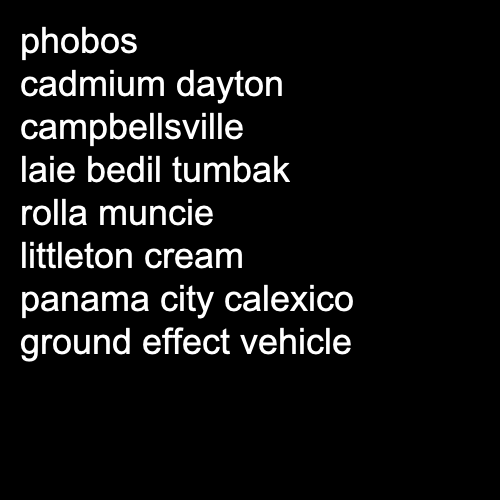 phobos
cadmium dayton
campbellsville
laie bedil tumbak
rolla muncie
littleton cream
panama city calexico
ground effect vehicle